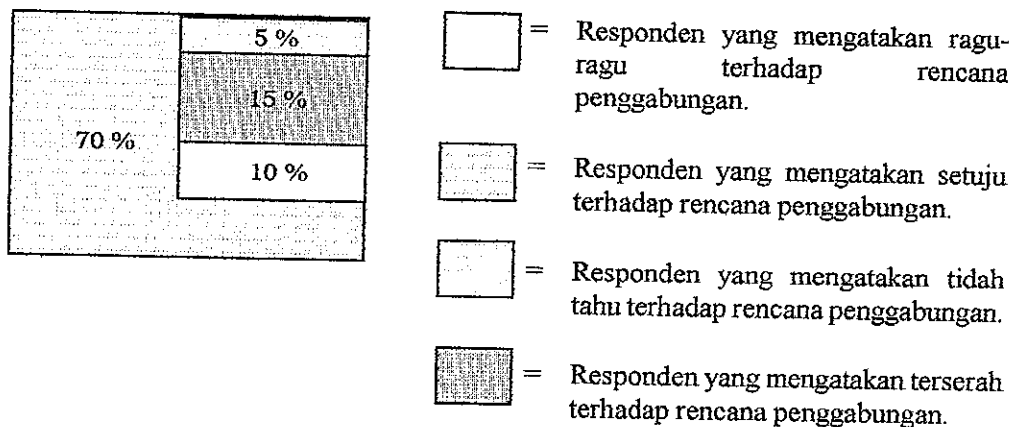 5 %
15 %
70 %
10 %
= Responden yang mengatakan ragu-
ragu terhadap rencana
penggabungan.
= Responden yang mengatakan setuju
terhadap rencana penggabungan.
= Responden yang mengatakan tidah
tahu terhadap rencana penggabungan.
= Responden yang mengatakan terserah
terhadap rencana penggabungan.